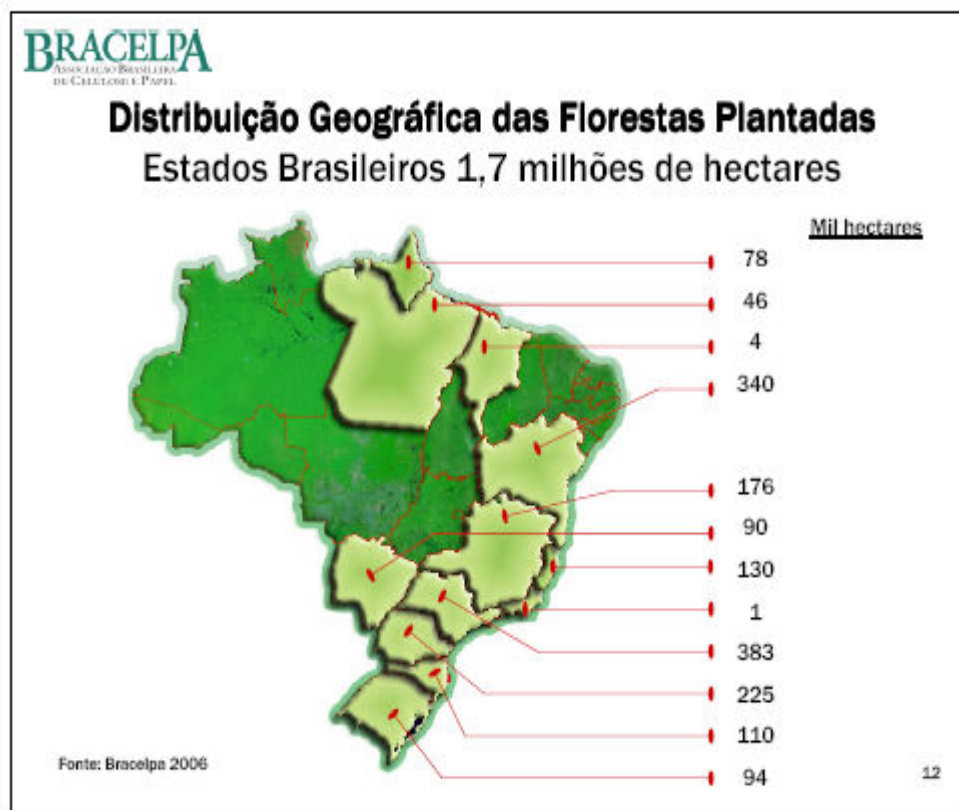 BRACELPA
ASSOCIAÇÃO BRASILEIRA
DE CELULOSE E PAPEL
Distribuição Geográfica das Florestas Plantadas
Estados Brasileiros 1,7 milhões de hectares
Mil hectares
78
46
4
340
176
90
130
1
383
225
110
94
Fonte: Bracelpa 2006
12